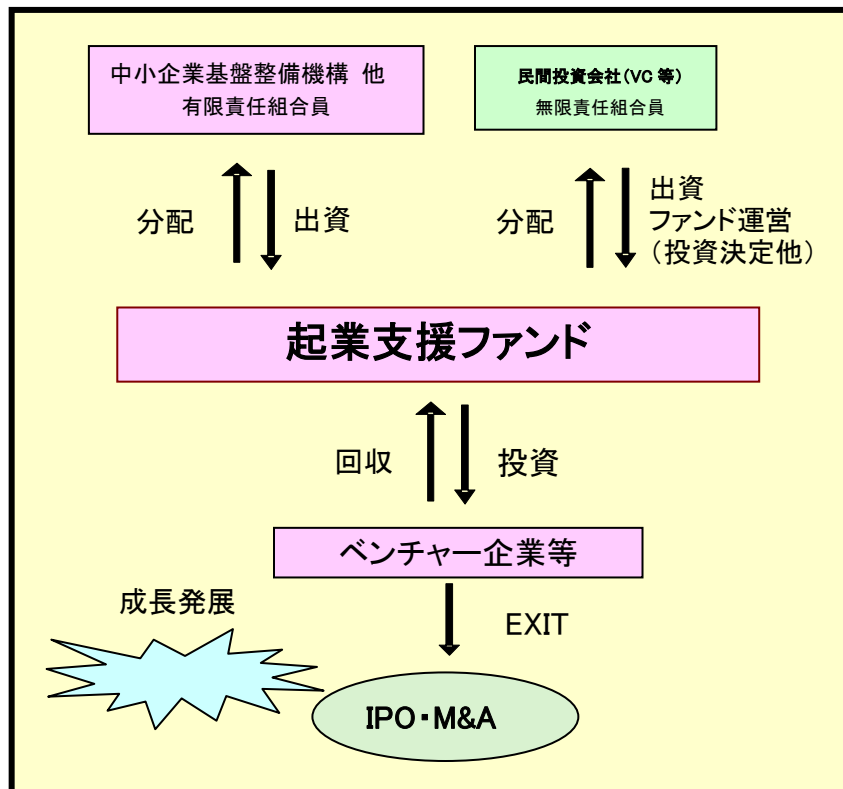 中小企業基盤整備機構 他
有限責任組合員
民間投資会社(VC 等)
無限責任組合員
分配
出資
分配
出資
ファンド運営
(投資決定他)
起業支援ファンド
回収
投資
ベンチャー企業等
成長発展
EXIT
IPO・M&A